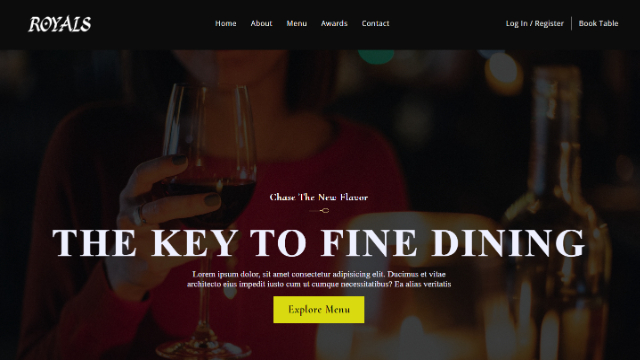 ROYALS
Home About Menu Awards Contact
Log In / Register Book Table
Chase The New Flavor
THE KEY TO FINE DINING
Lorem ipsum dolor, sit amet consectetur adipisicing elit. Ducimus et vitae
architecto eius impedit iusto cum ut cumque necessitatibus? Ea alias veritatis
Explore Menu